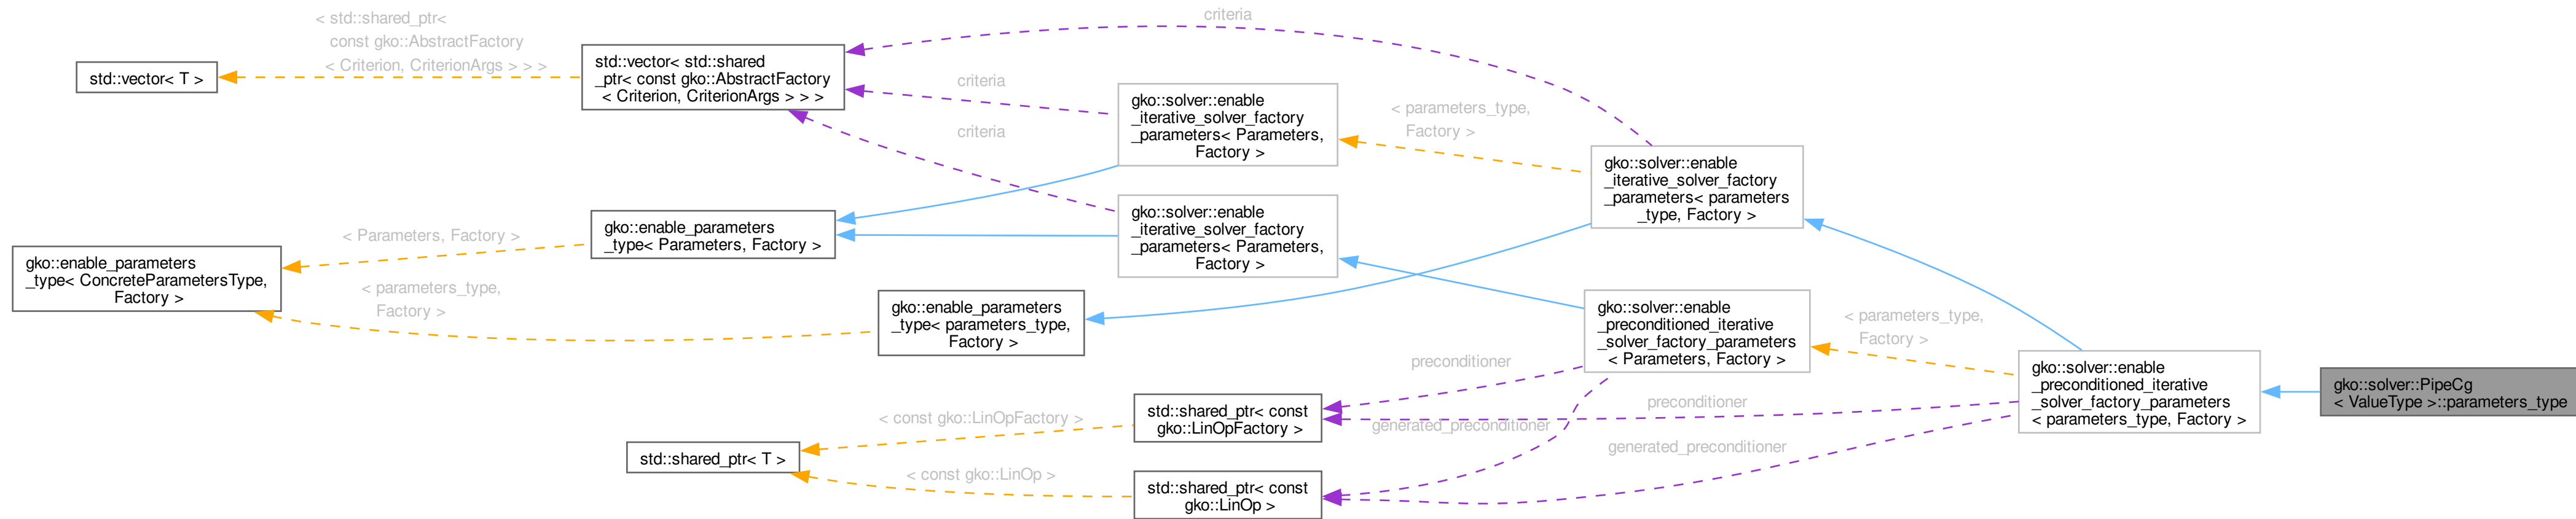 criteria
< std::shared_ptr<
const gko::AbstractFactory
< Criterion, CriterionArgs > > >
std::vector< T >
std::vector< std::shared
_ptr< const gko::AbstractFactory
< Criterion, CriterionArgs > > >
criteria
criteria
gko::solver::enable
_iterative_solver_factory
_parameters< Parameters,
Factory >
< parameters_type,
Factory >
gko::solver::enable
_iterative_solver_factory
_parameters< parameters
_type, Factory >
gko::solver::enable
_iterative_solver_factory
_parameters< Parameters,
Factory >
gko::enable_parameters
_type< Parameters, Factory >
< Parameters, Factory >
gko::enable_parameters
_type< ConcreteParametersType,
Factory >
< parameters_type,
Factory >
gko::enable_parameters
_type< parameters_type,
Factory >
gko::solver::enable
_preconditioned_iterative
_solver_factory_parameters
< Parameters, Factory >
< parameters_type,
Factory >
gko::solver::enable
_preconditioned_iterative
_solver_factory_parameters
< parameters_type, Factory >
gko::solver::PipeCg
< ValueType >::parameters_type
preconditioner
preconditioner
std::shared_ptr< const
gko::LinOpFactory >
< const gko::LinOpFactory >
generated_preconditioner
generated_preconditioner
std::shared_ptr< T >
< const gko::LinOp >
std::shared_ptr< const
gko::LinOp >